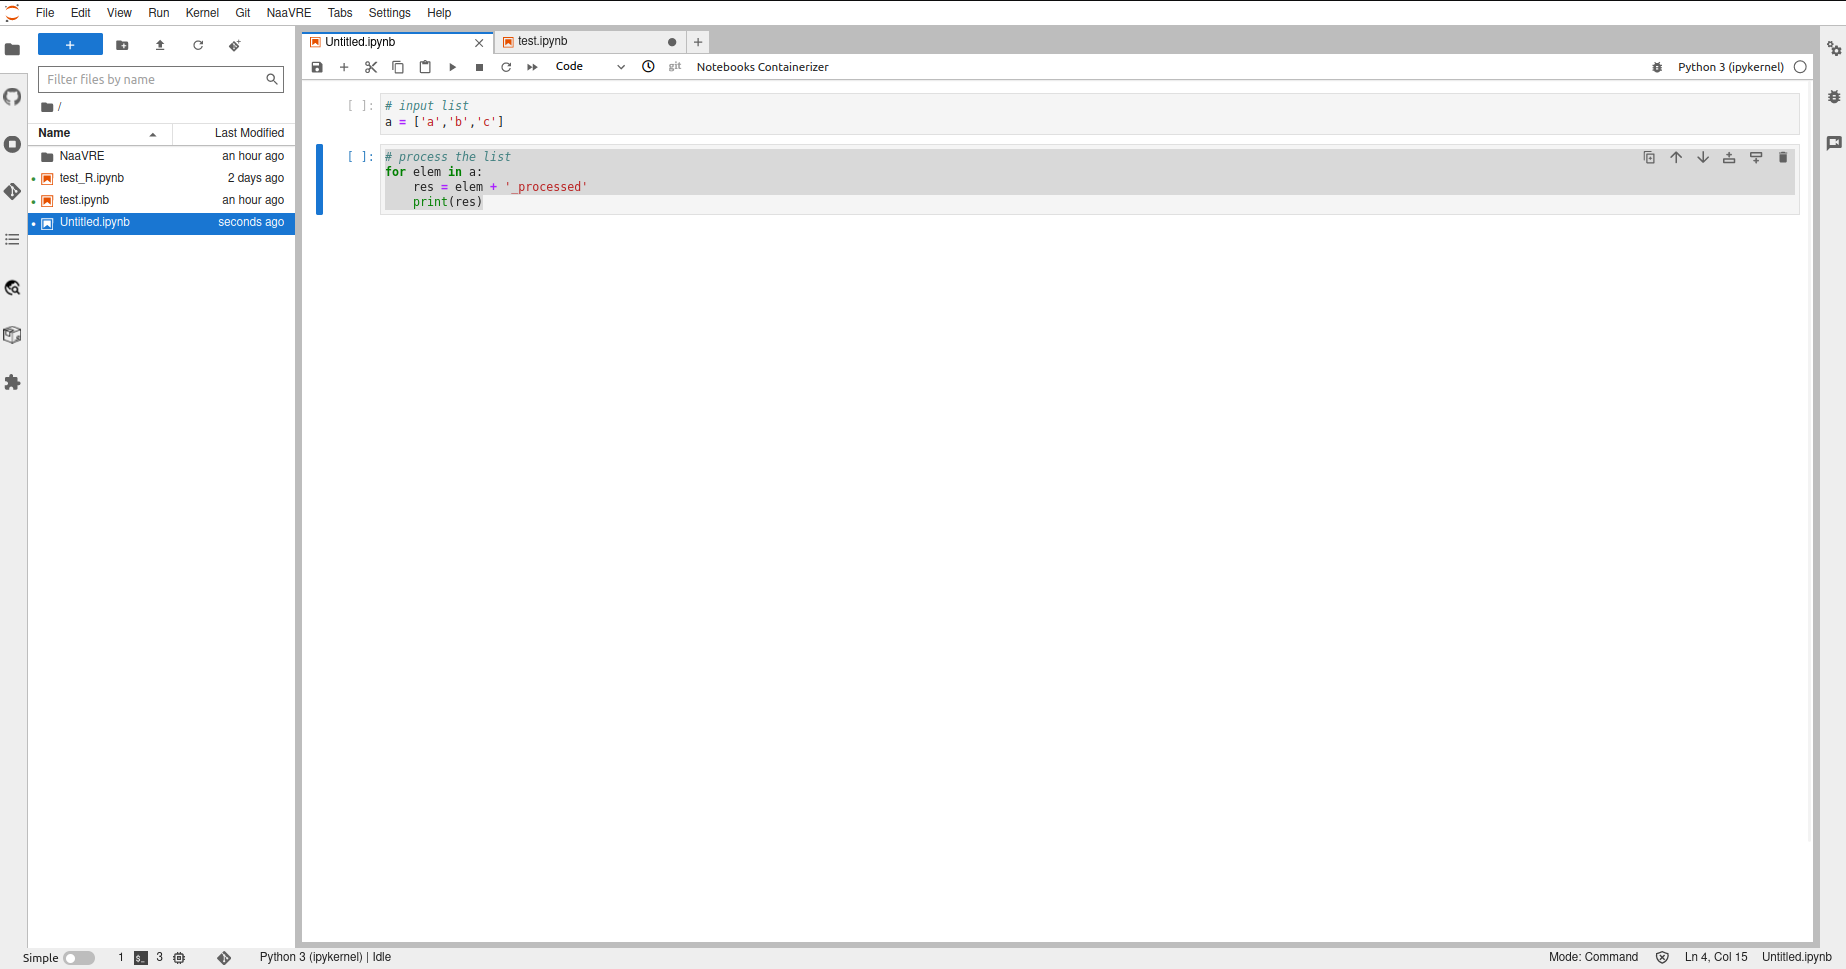 File Edit View Run Kernel Git NaaVRE Tabs Settings Help
+
Filter files by name
/
Name Last Modified
NaaVRE an hour ago
test_R.ipynb 2 days ago
test.ipynb an hour ago
Untitled.ipynb seconds ago
Untitled.ipynb test.ipynb +
Code git Notebooks Containerizer Python 3 (ipykernel)
[ ]: # input list
a = ['a','b','c']
[ ]: # process the list
for elem in a:
    res = elem + '_processed'
    print(res)
Simple 1 $_ 3 Python 3 (ipykernel) | Idle Mode: Command Ln 4, Col 15 Untitled.ipynb